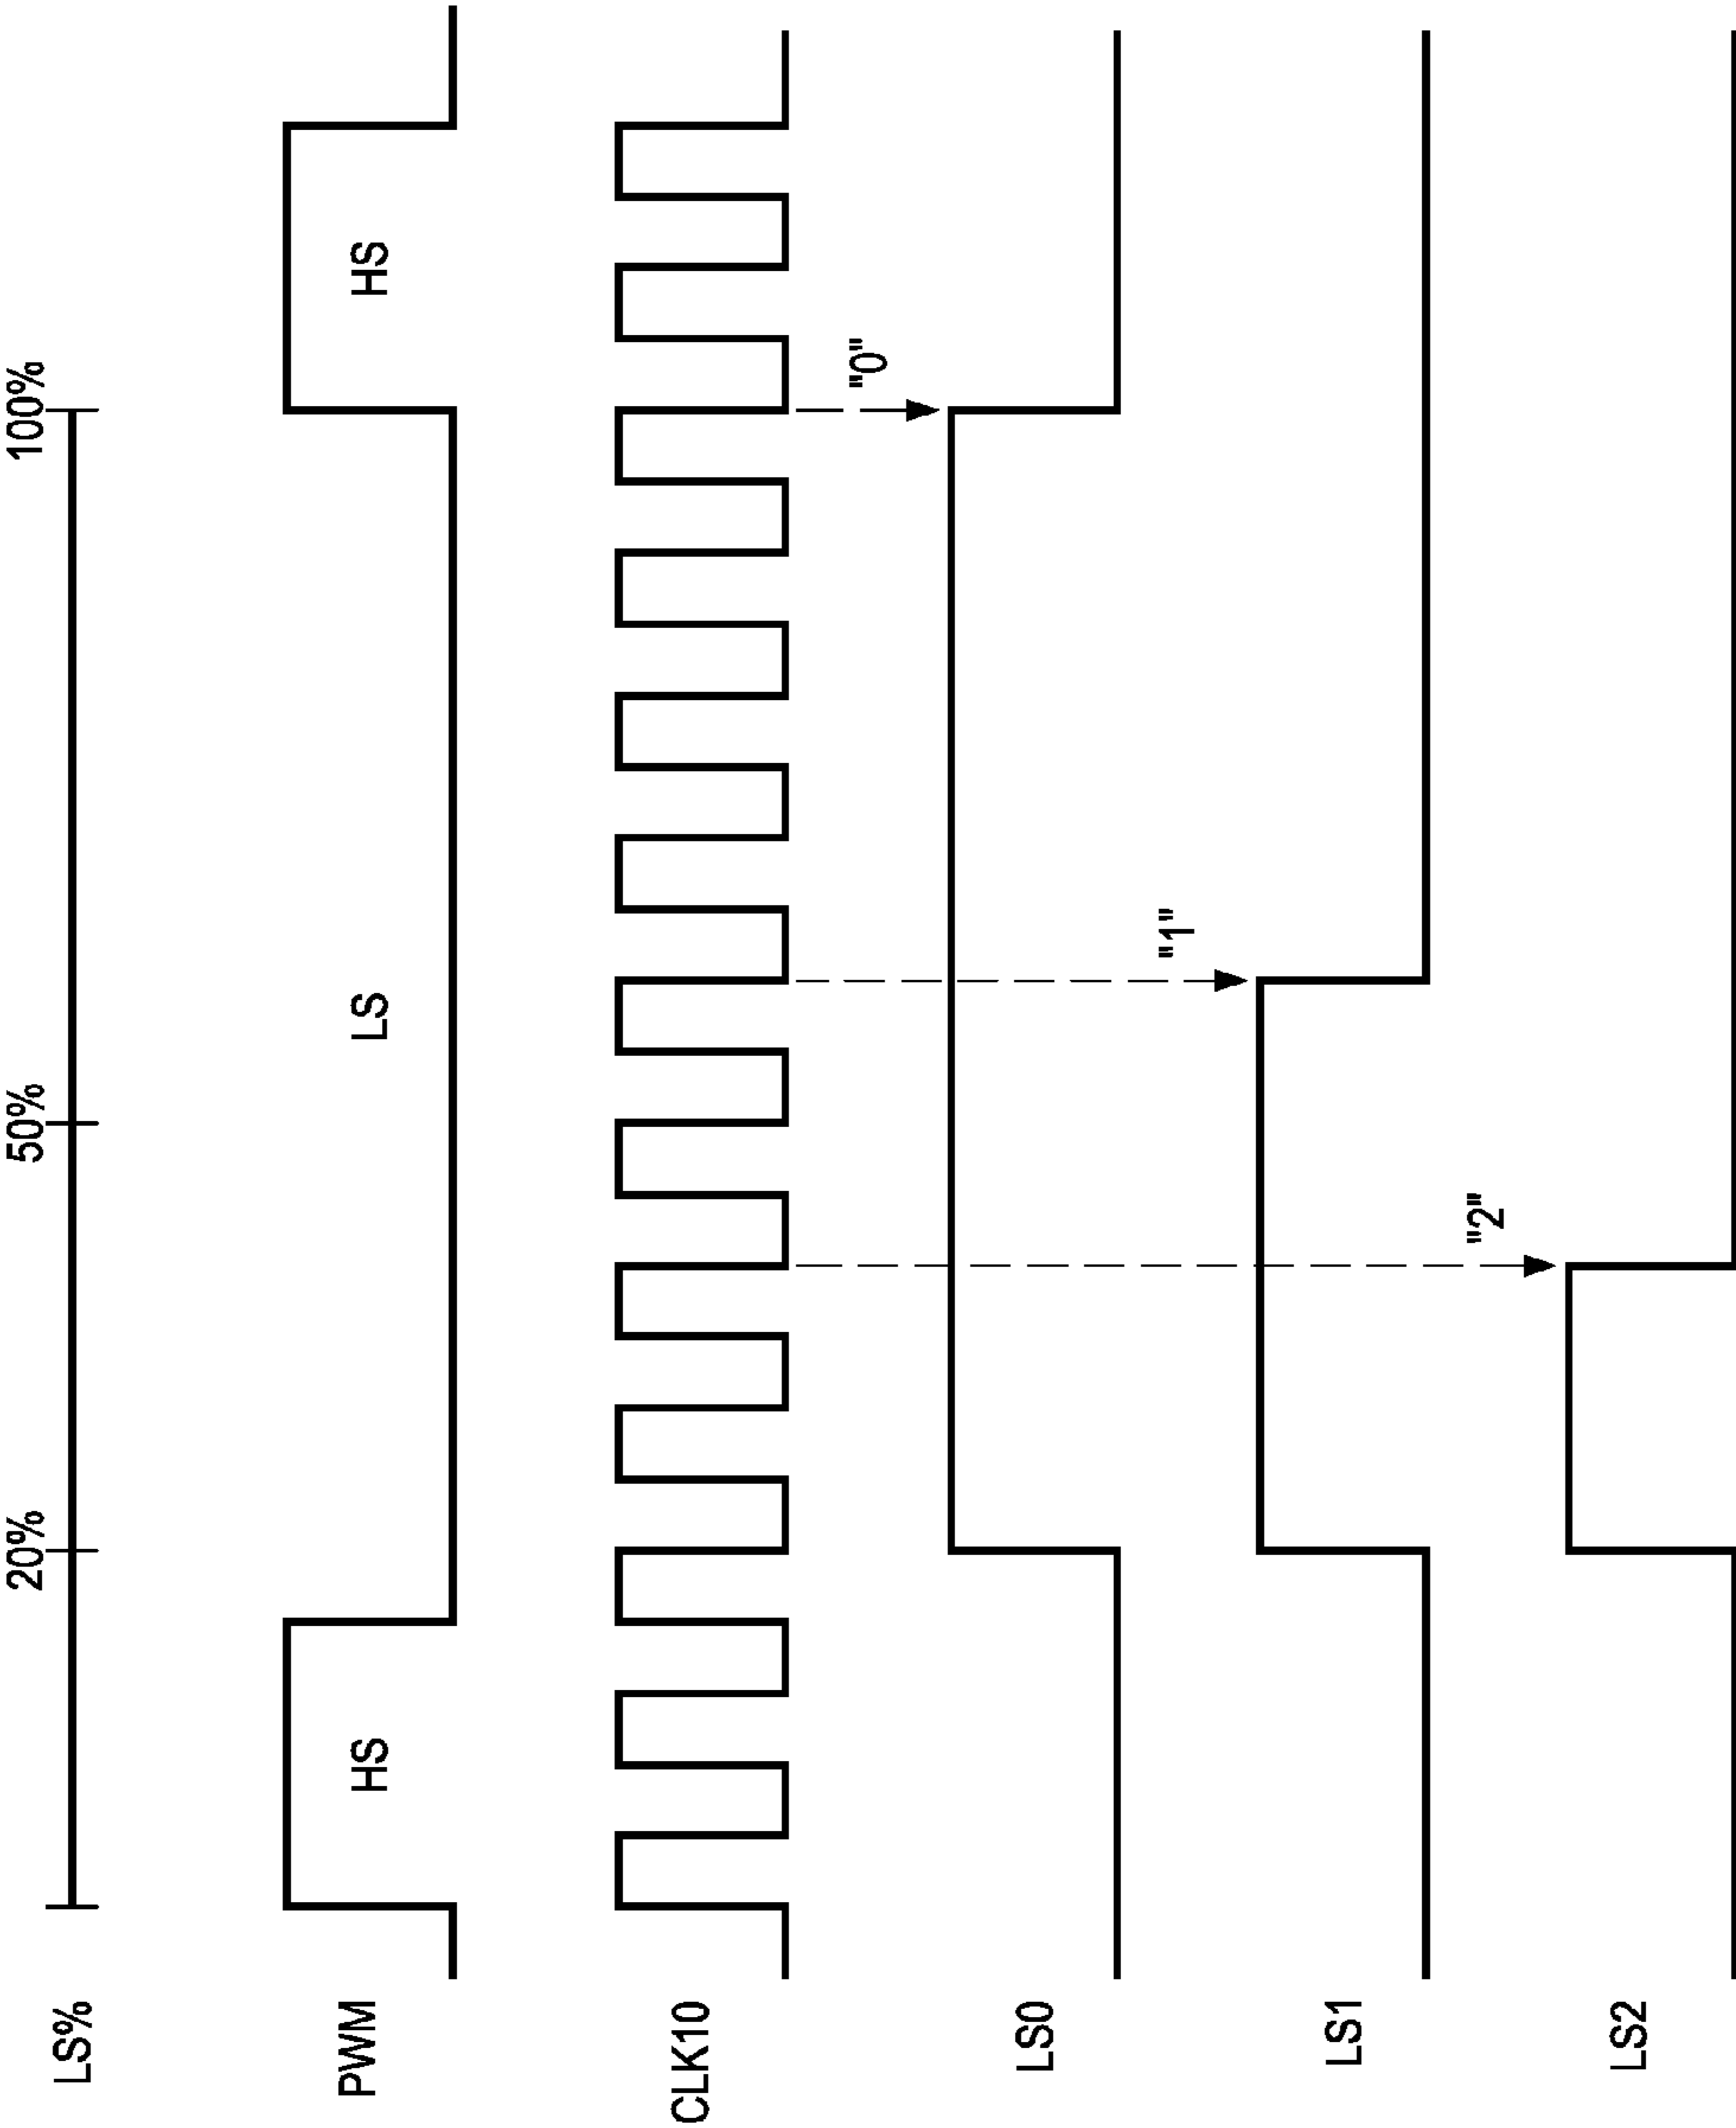 LS%
20%
50%
100%
PWM
HS
LS
HS
CLK10
"0"
LS0
"1"
LS1
"2"
LS2